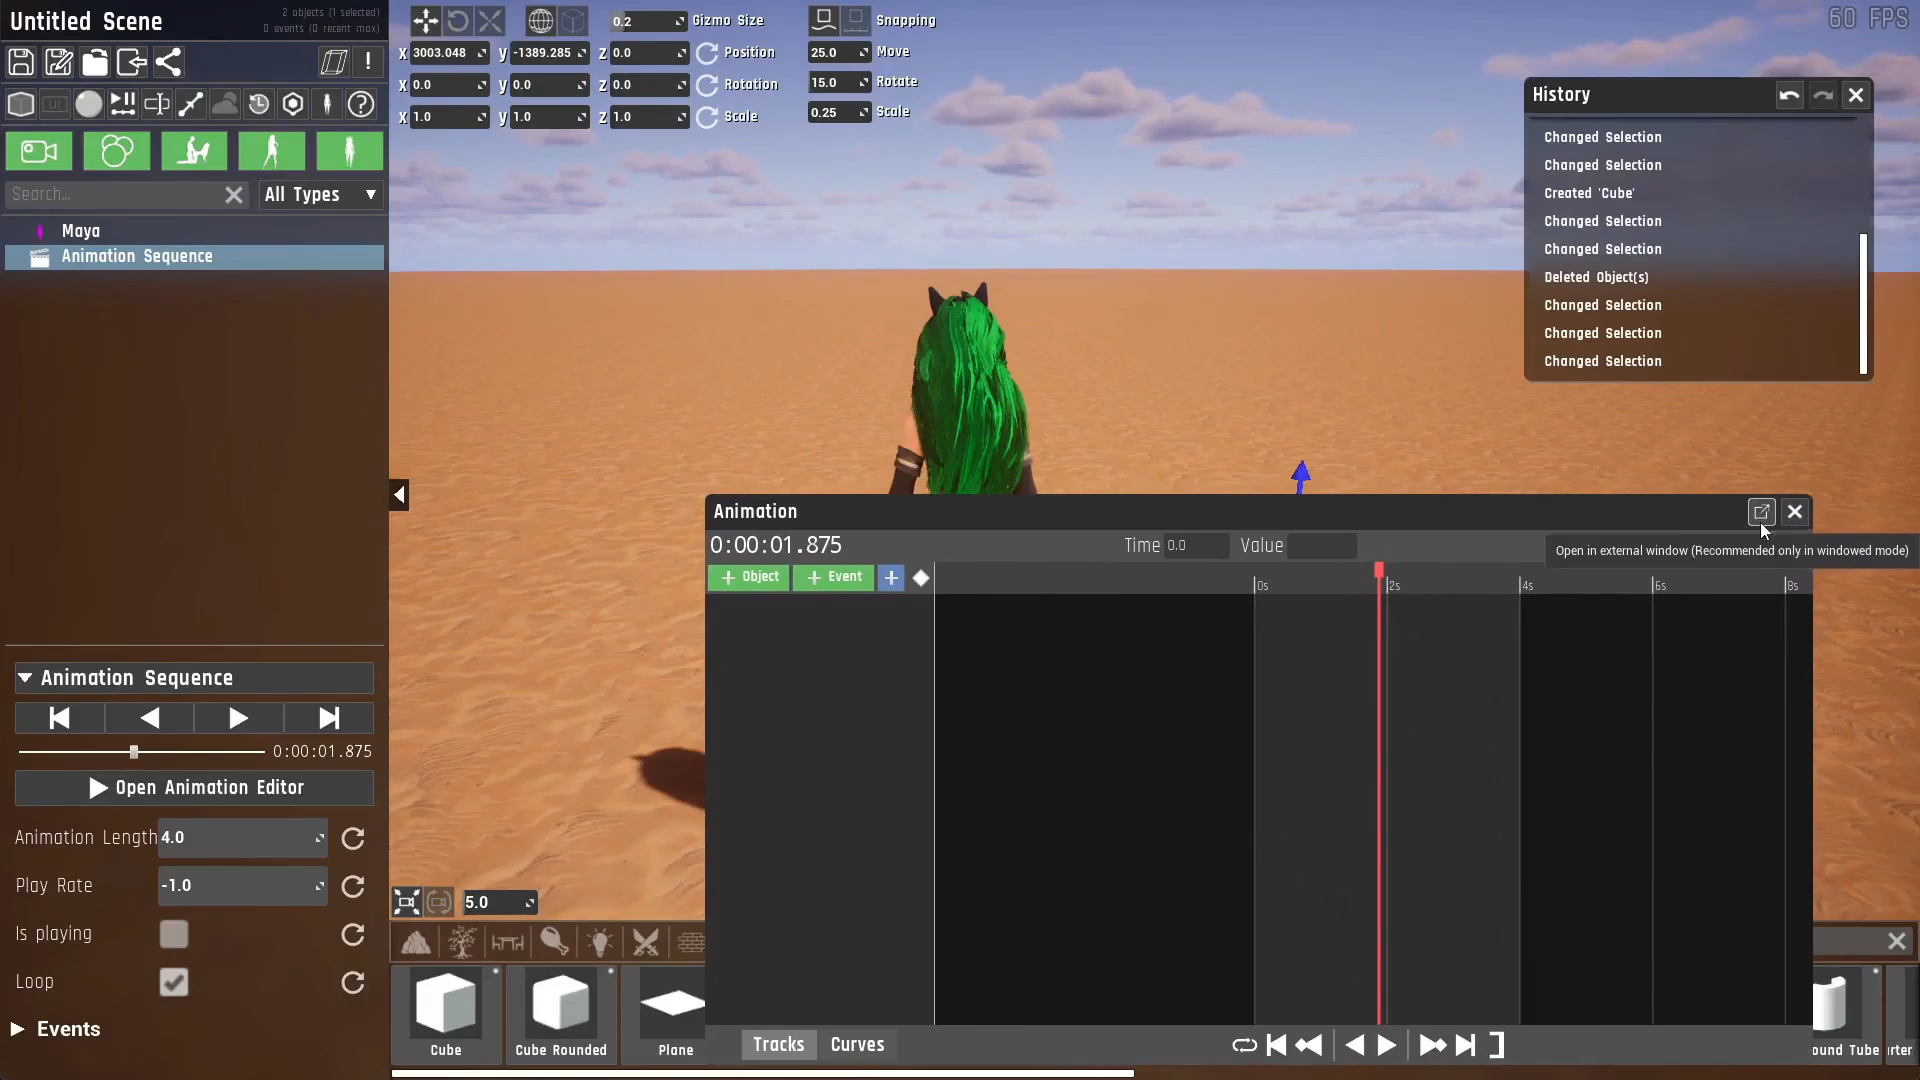 Untitled Scene
2 objects (1 selected)
0 events (0 recent max)
0.2 Gizmo Size
Snapping
60 FPS
x 3003.048 y -1389.285 z 0.0 Position
25.0 Move
x 0.0 y 0.0 z 0.0 Rotation
15.0 Rotate
x 1.0 y 1.0 z 1.0 Scale
0.25 Scale
UI
Search...
All Types
Maya
Animation Sequence
History
Changed Selection
Changed Selection
Created 'Cube'
Changed Selection
Changed Selection
Deleted Object(s)
Changed Selection
Changed Selection
Changed Selection
Animation
0:00:01.875
Time 0.0 Value
Open in external window (Recommended only in windowed mode)
+ Object + Event +
0s 2s 4s 6s 8s
Animation Sequence
0:00:01.875
Open Animation Editor
Animation Length 4.0
Play Rate -1.0
Is playing
Loop
Events
5.0
Cube
Cube Rounded
Plane
Tracks
Curves
ound Tube
rter